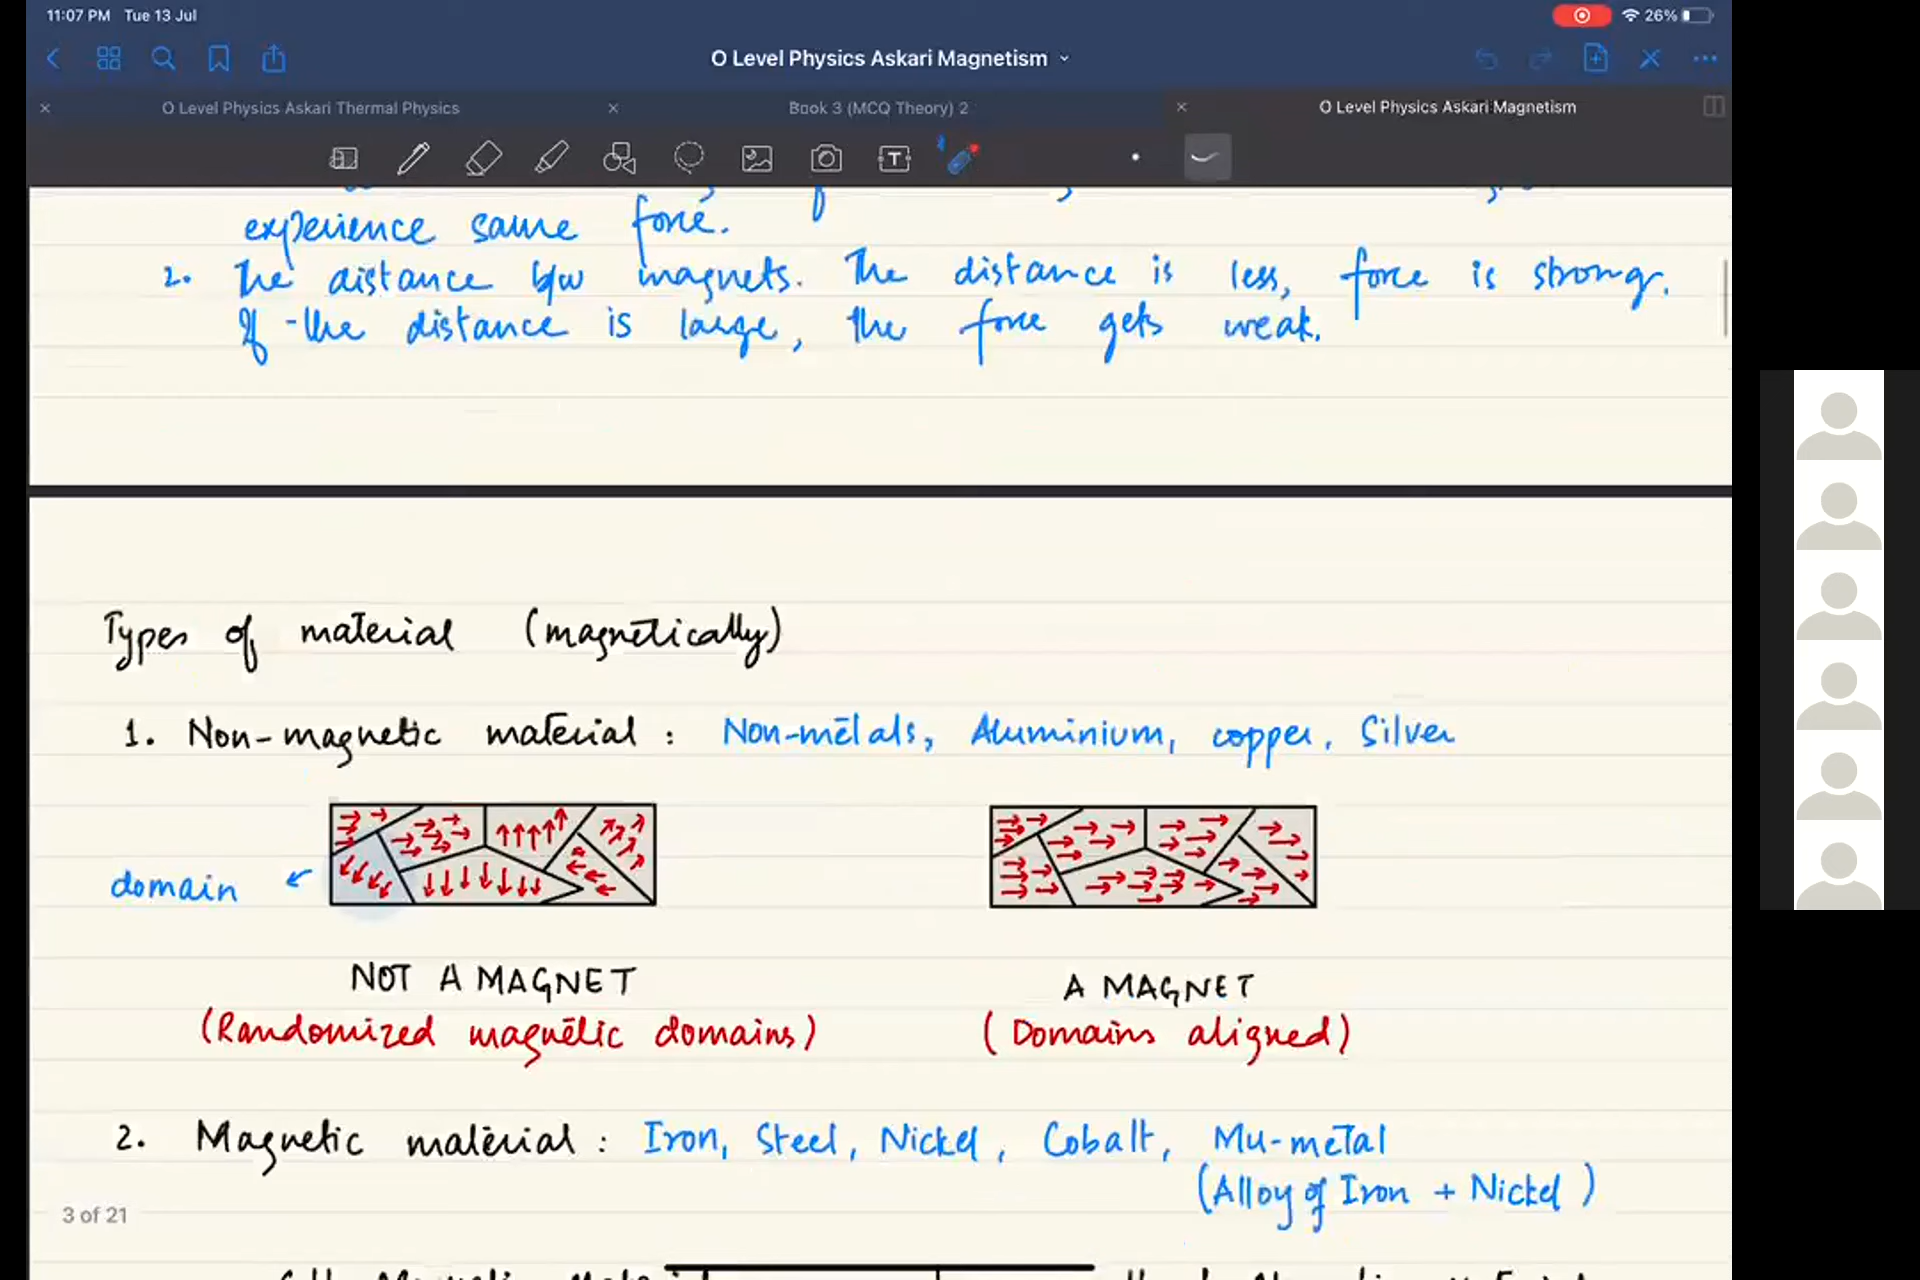 11:07 PM Tue 13 Jul
26%
O Level Physics Askari Magnetism
O Level Physics Askari Thermal Physics
Book 3 (MCQ Theory) 2
O Level Physics Askari Magnetism
experience same force.
2. The distance b/w magnets. The distance is less, force is strong.
If the distance is large, the force gets weak.
Types of material (magnetically)
1. Non-magnetic material : Non-metals, Aluminium, copper, Silver
domain
NOT A MAGNET
A MAGNET
(Randomized magnetic domains)
(Domains aligned)
2. Magnetic material : Iron, Steel, Nickel, Cobalt, Mu-metal
(Alloy of Iron + Nickel)
3 of 21